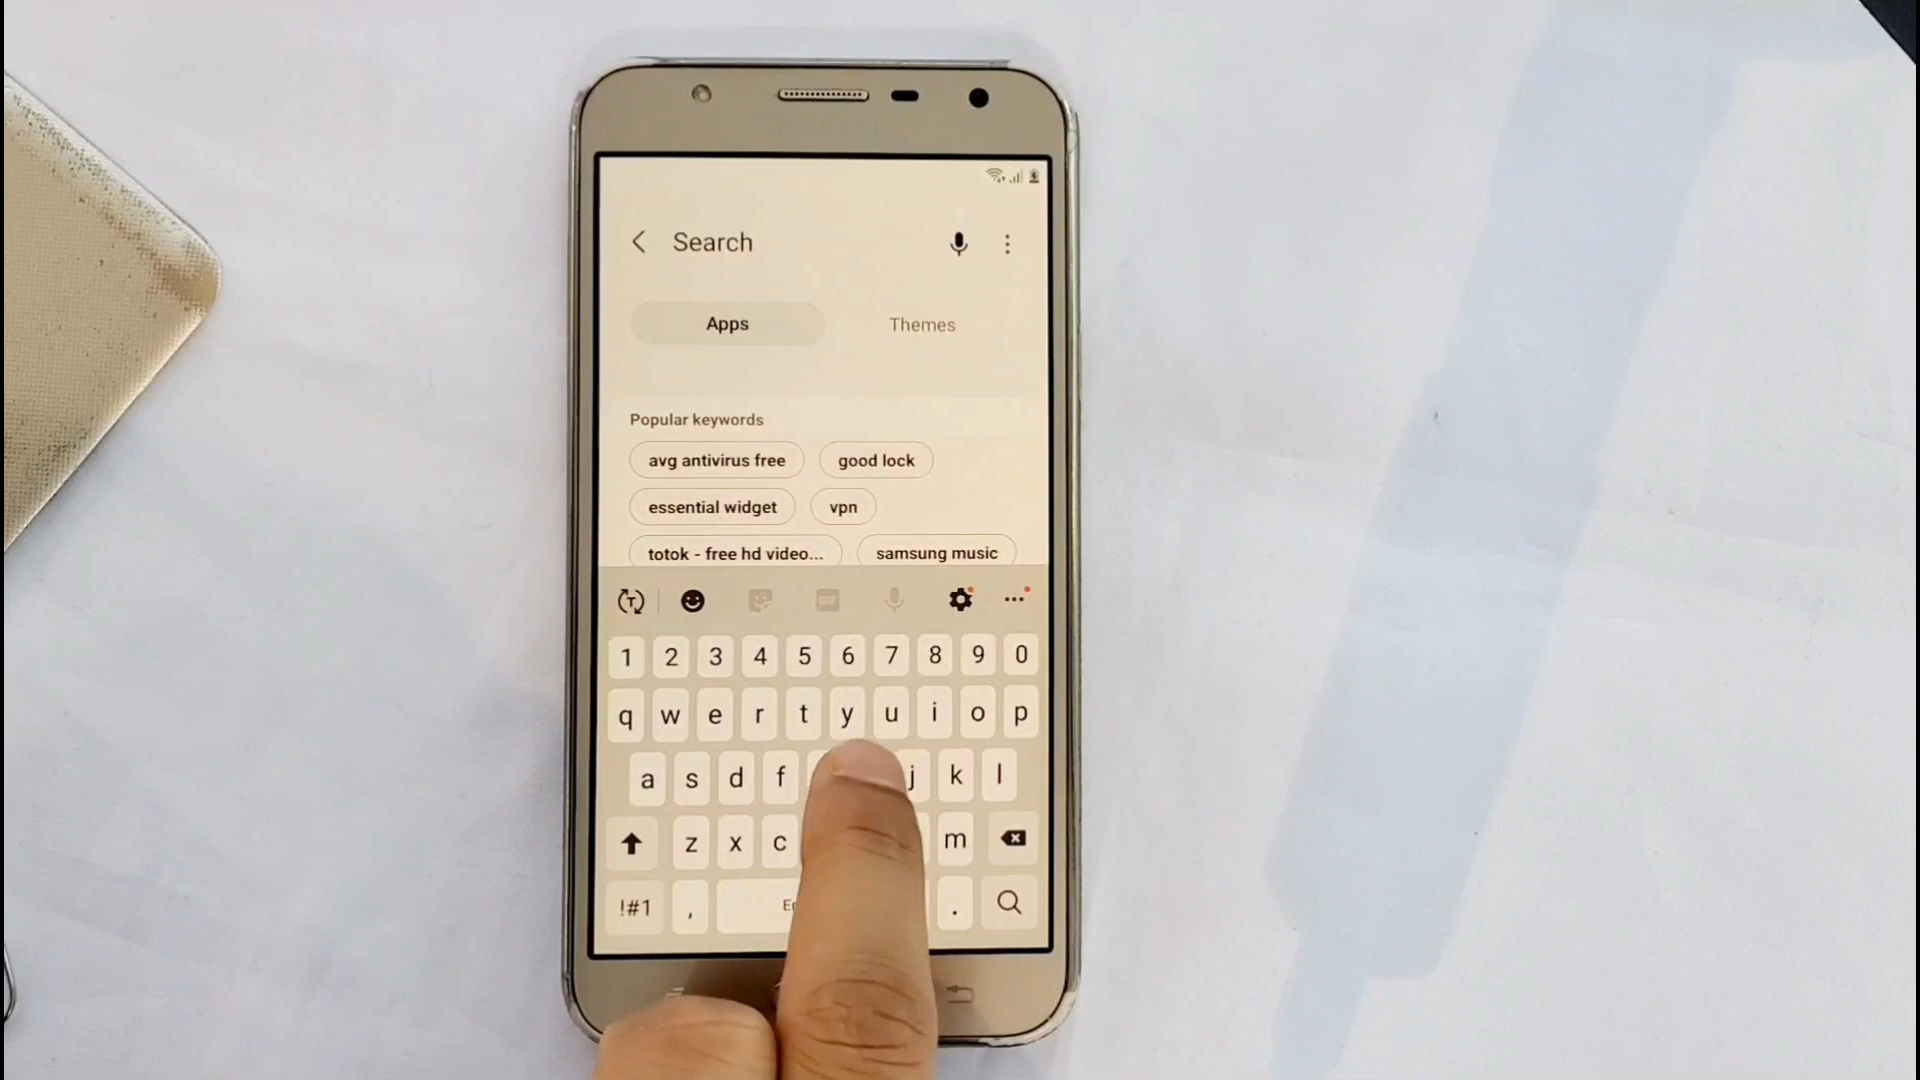 Search
Apps Themes
Popular keywords
avg antivirus free good lock
essential widget vpn
totok - free hd video... samsung music
T GIF
1 2 3 4 5 6 7 8 9 0
q w e r t y u i o p
a s d f j k l
z x c m
!#1 , .